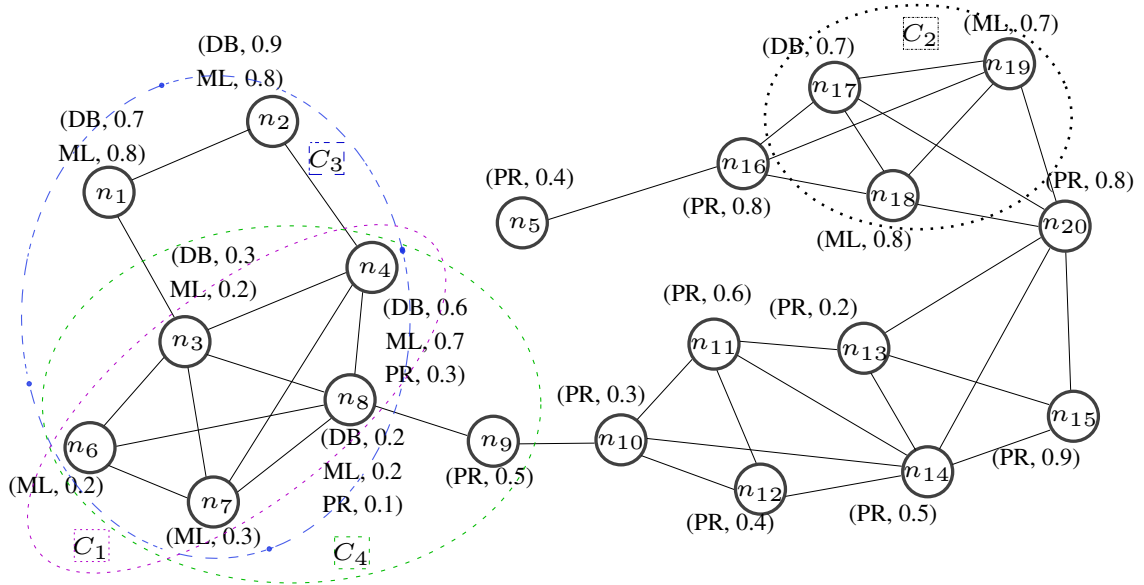 (DB, 0.9
ML, 0.8)
n2
(DB, 0.7
ML, 0.8)
n1
C3
(DB, 0.3
ML, 0.2)
n3
n4
(DB, 0.6
ML, 0.7
PR, 0.3)
n8
(DB, 0.2
ML, 0.2
PR, 0.1)
n6
(ML, 0.2)
n7
(ML, 0.3)
C1
C4
n9
(PR, 0.5)
(PR, 0.4)
n5
C2
(DB, 0.7)
n17
(ML, 0.7)
n19
n16
(PR, 0.8)
n18
(ML, 0.8)
(PR, 0.8)
n20
(PR, 0.6)
n11
(PR, 0.2)
n13
(PR, 0.3)
n10
n12
(PR, 0.4)
n14
(PR, 0.5)
n15
(PR, 0.9)